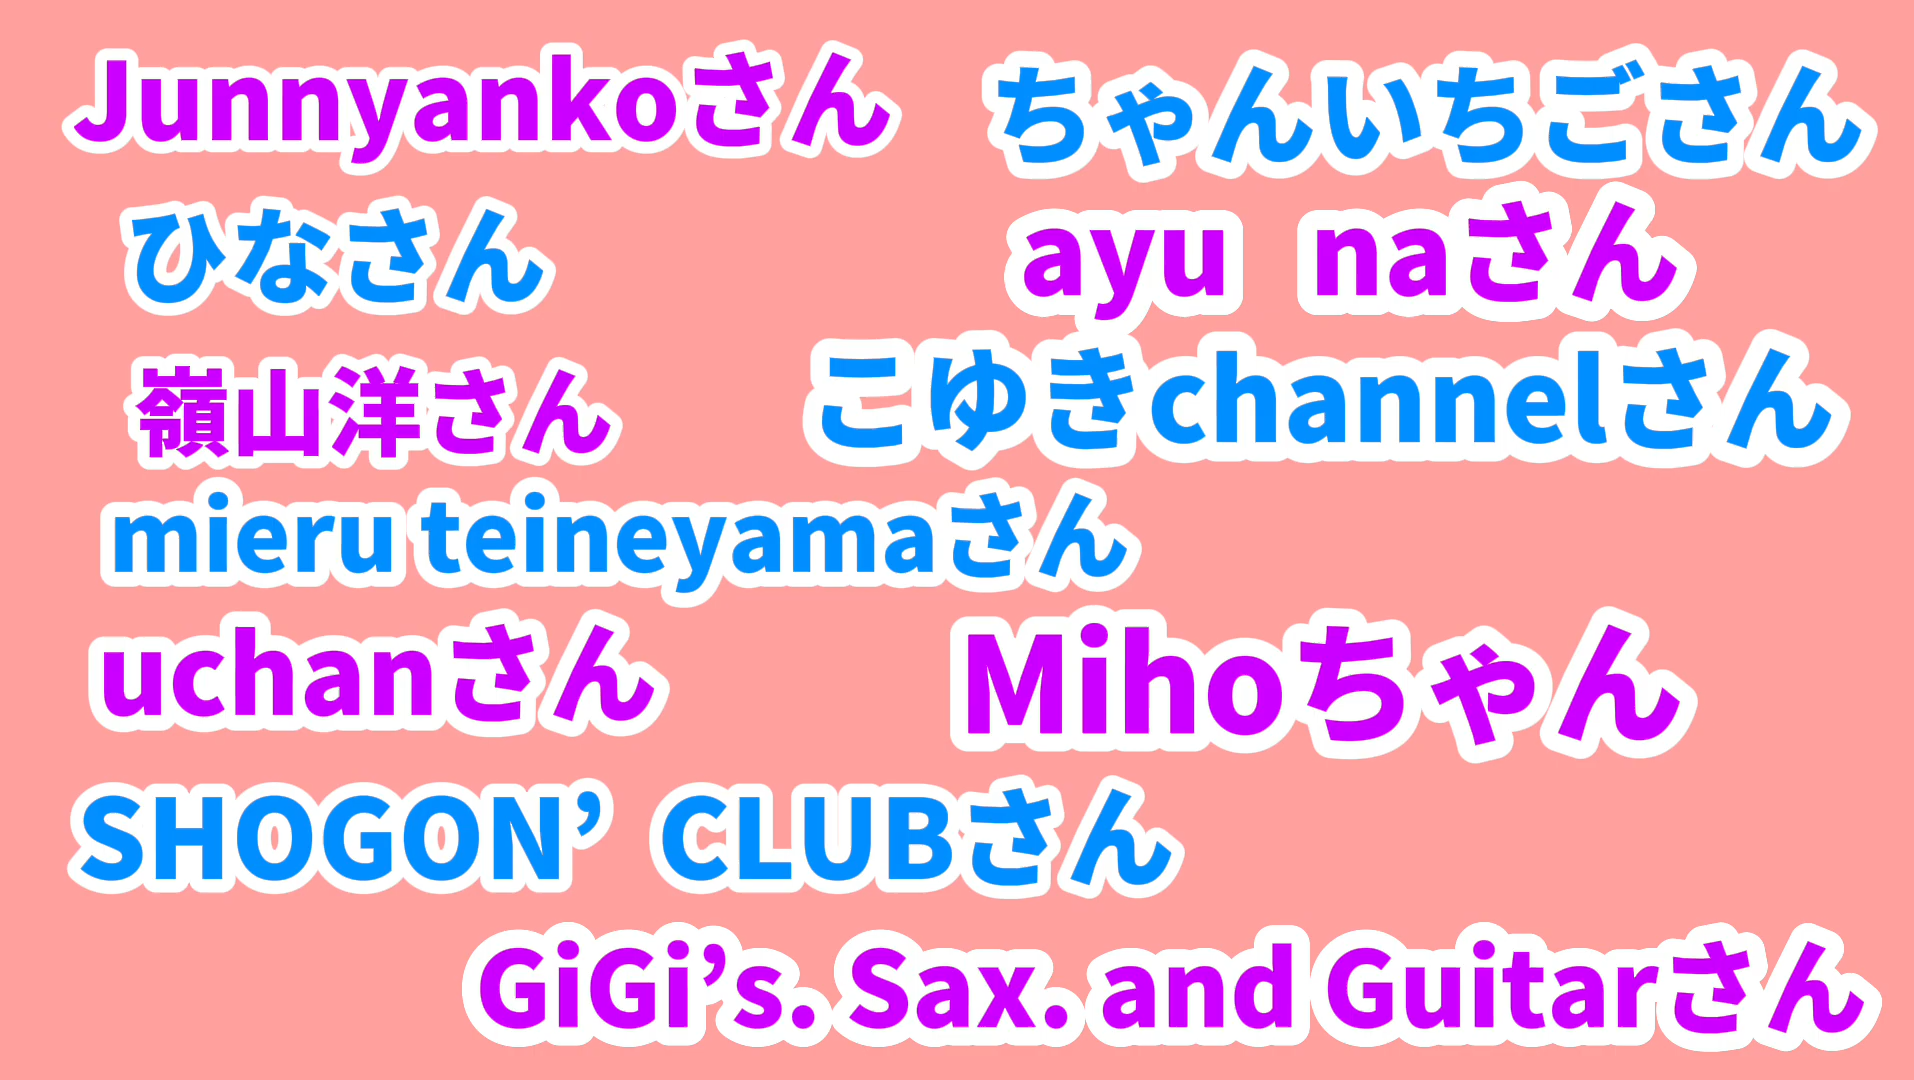 Junnyankoさん
ちゃんいちごさん
ひなさん
ayu naさん
嶺山洋さん
こゆきchannelさん
mieru teineyamaさん
uchanさん
Mihoちゃん
SHOGON’ CLUBさん
GiGi’s. Sax. and Guitarさん